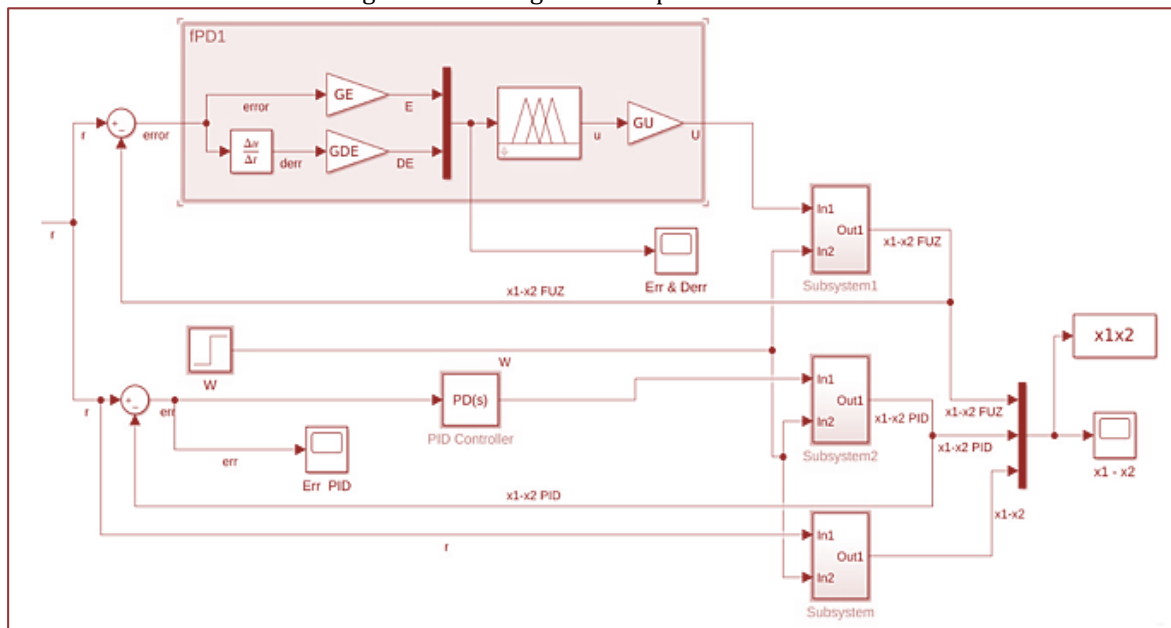 fPD1
GE
error
E
r
+
−
error
Δu
Δt
derr
GDE
DE
u
GU
U
r
In1
Out1
In2
x1-x2 FUZ
Subsystem1
Err & Derr
x1-x2 FUZ
W
W
x1x2
r
+
−
err
PD(s)
PID Controller
In1
Out1
In2
x1-x2 PID
Subsystem2
x1-x2 FUZ
x1-x2 PID
x1 - x2
err
Err PID
x1-x2 PID
r
In1
Out1
In2
x1-x2
Subsystem